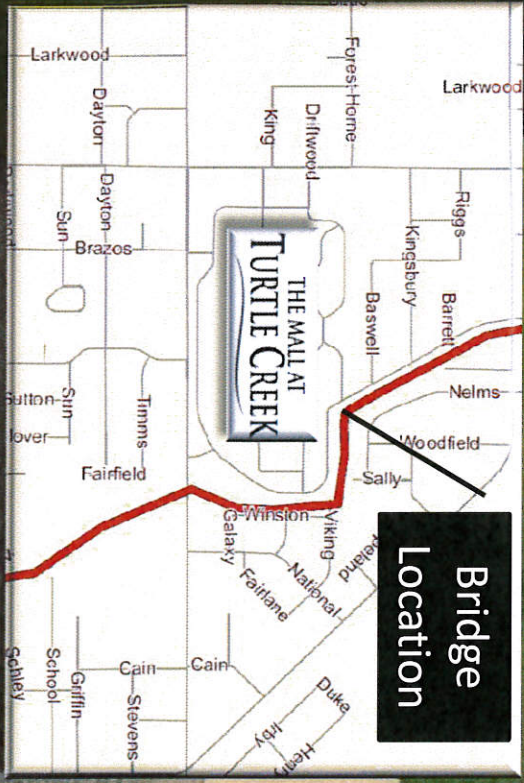 Larkwood
Dayton
Forest Home
Larkwood
King
Driftwood
Dayton
Sun
Brazos
Riggs
Kingsbury
Baswell
Barrett
THE MALL AT
TURTLE CREEK
Nelms
Woodfield
Sally
Sun
Timms
Fairfield
Winston
Viking
Galaxy
Fairlane
National
Bridge
Location
School
Schley
Griffin
Cain
Cain
Stevens
Duke
Irby
Henry